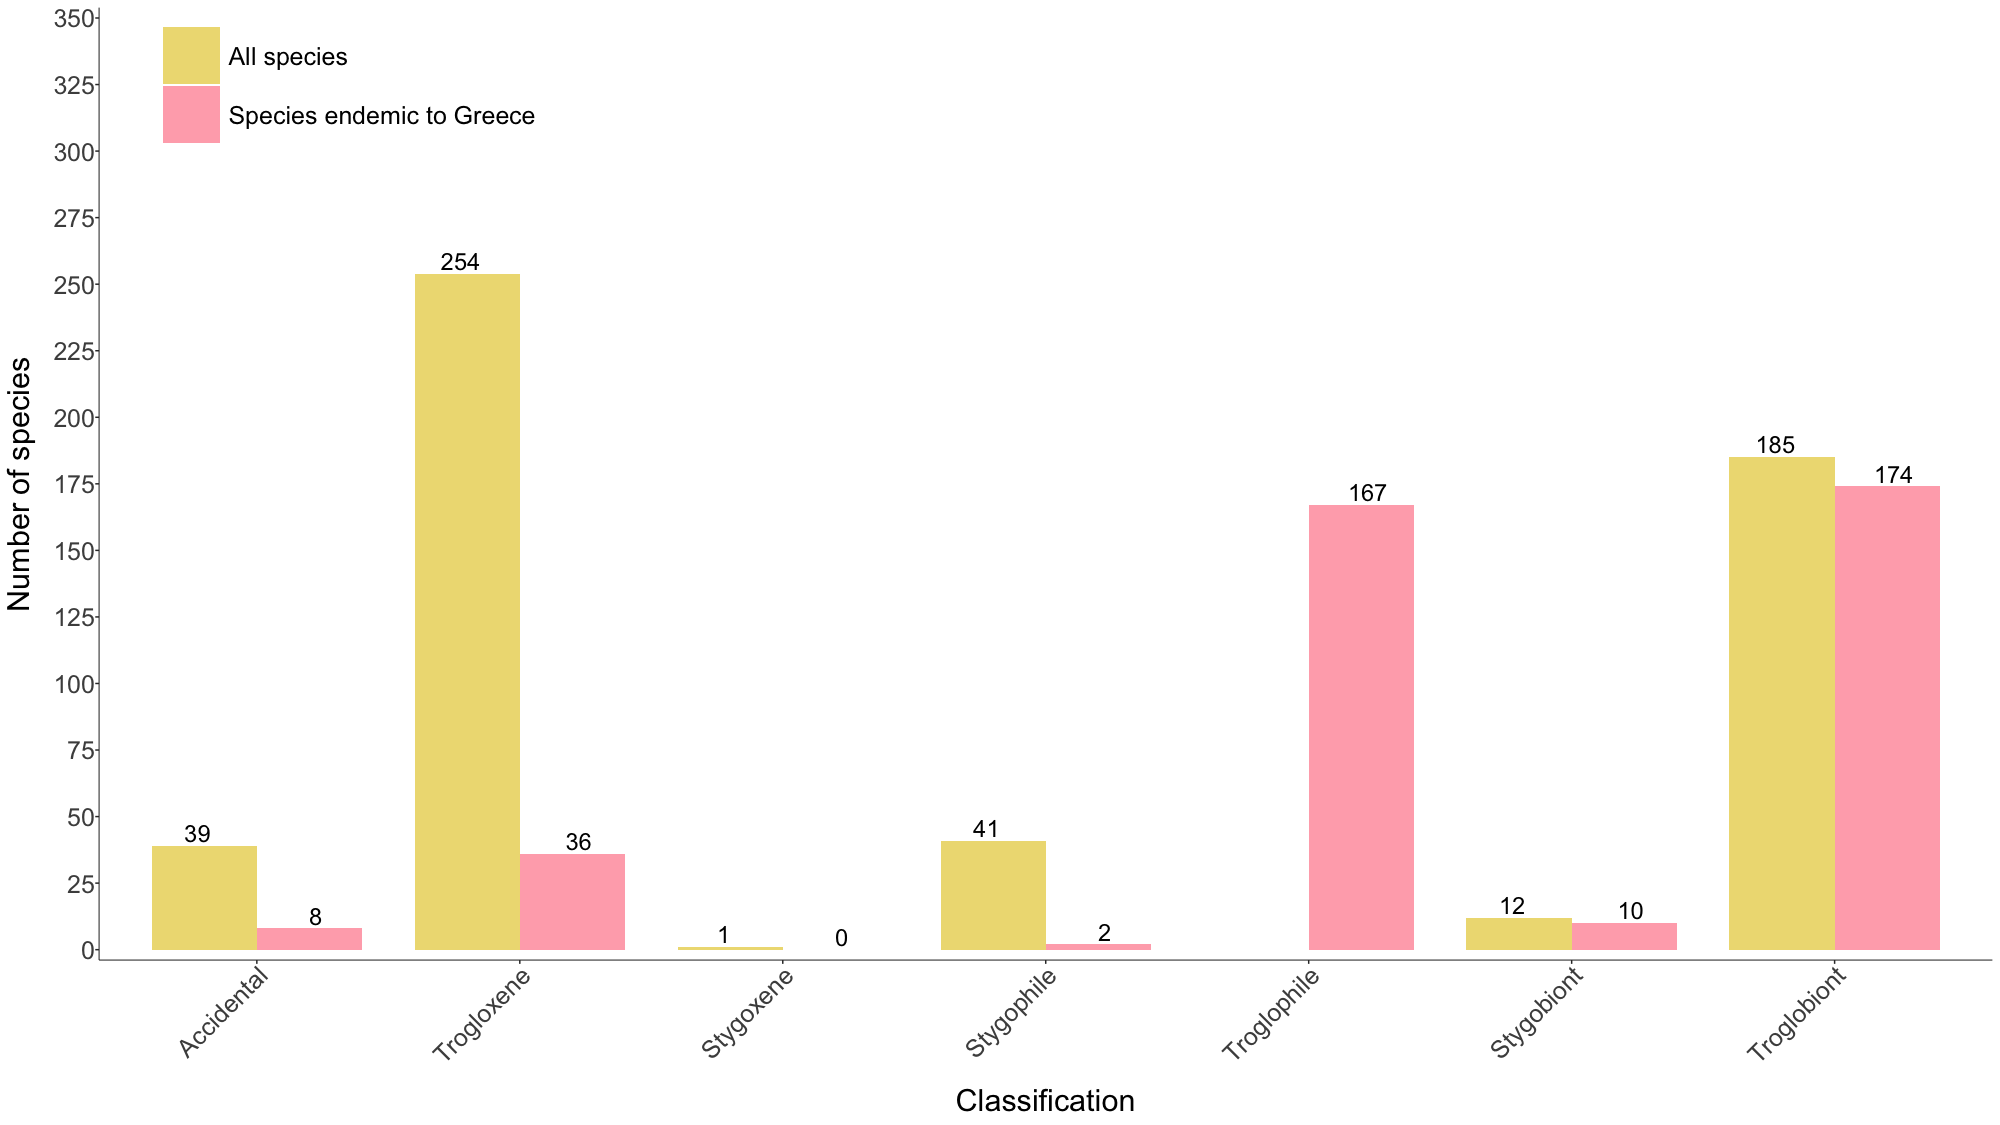 350
325
300
275
250
225
200
175
150
125
100
75
50
25
0
Number of species
All species
Species endemic to Greece
39
8
254
36
1
0
41
2
167
12
10
185
174
Accidental
Trogloxene
Stygoxene
Stygophile
Troglophile
Stygobiont
Troglobiont
Classification